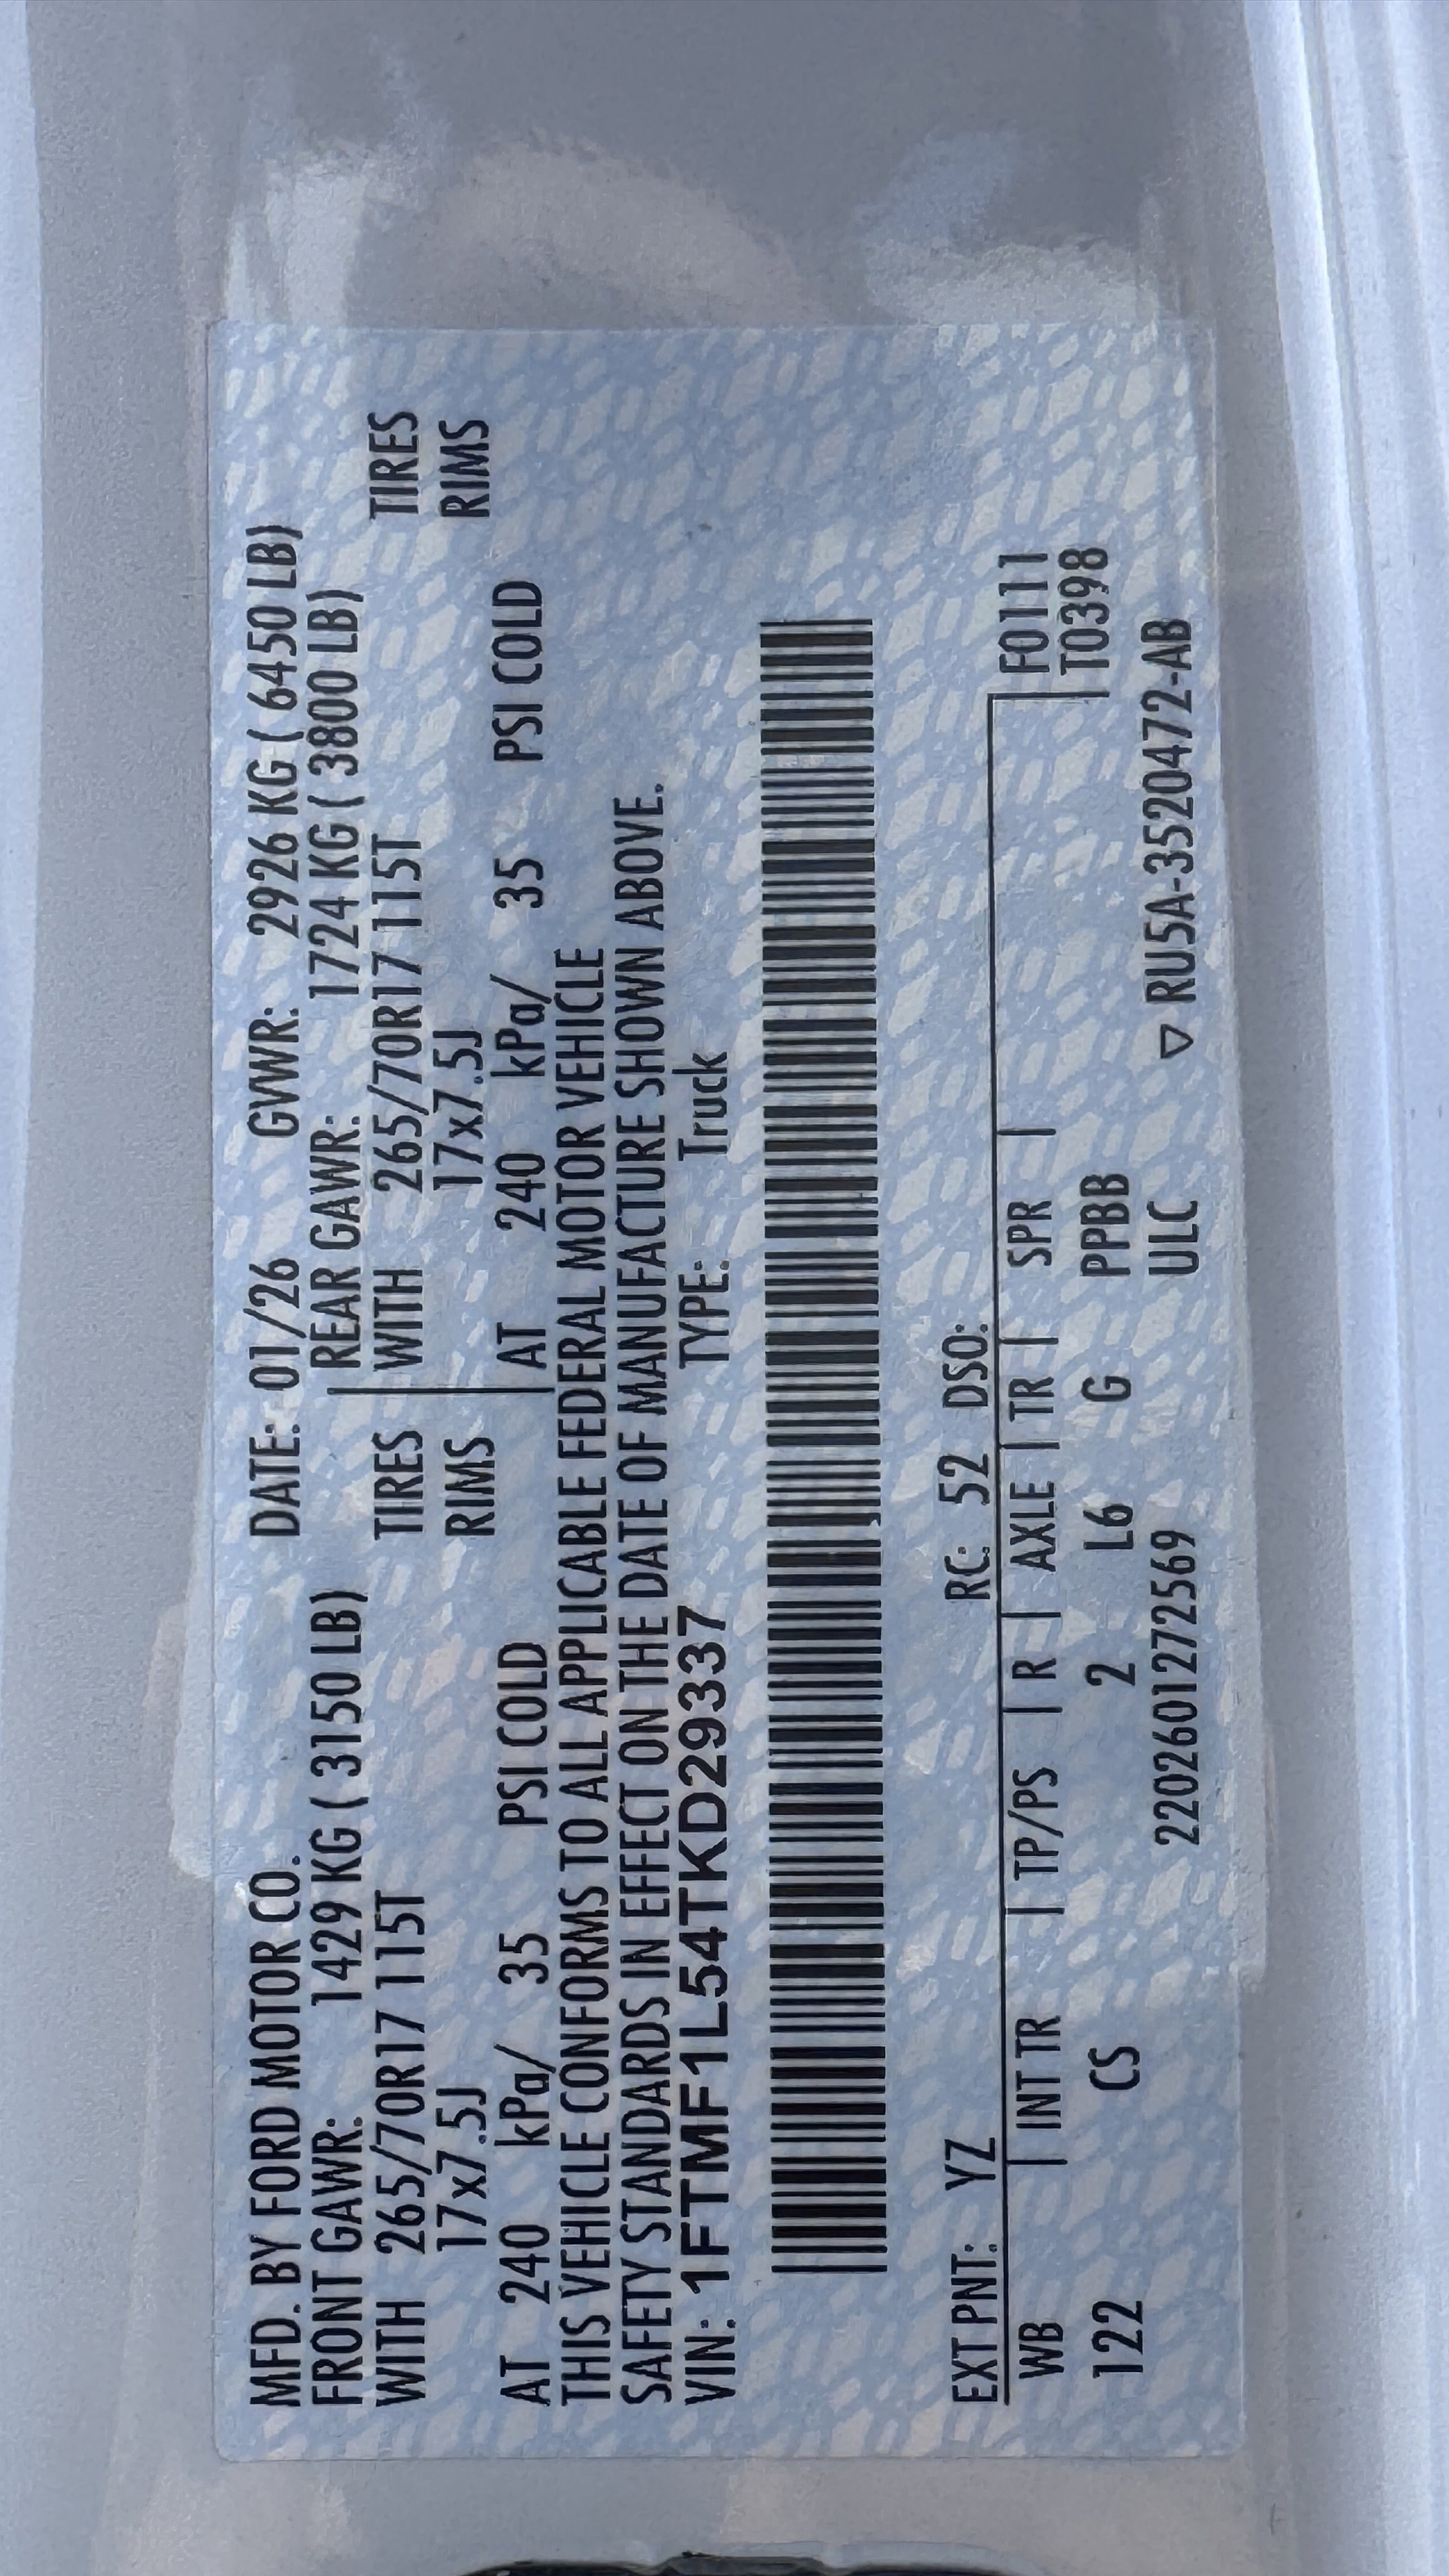 MFD. BY FORD MOTOR CO. DATE: 01/26 GVWR: 2926 KG ( 6450 LB)
FRONT GAWR: 1429 KG ( 3150 LB) REAR GAWR: 1724 KG ( 3800 LB)
WITH 265/70R17 115T TIRES WITH 265/70R17 115T TIRES
17x7.5J RIMS 17x7.5J RIMS
AT 240 kPa/ 35 PSI COLD AT 240 kPa/ 35 PSI COLD
THIS VEHICLE CONFORMS TO ALL APPLICABLE FEDERAL MOTOR VEHICLE
SAFETY STANDARDS IN EFFECT ON THE DATE OF MANUFACTURE SHOWN ABOVE.
VIN: 1FTMF1L54TKD29337 TYPE: Truck
EXT PNT: YZ RC: 52 DSO:
WB | INT TR | TP/PS | R | AXLE | TR | SPR | F0111
122 CS 2 L6 G PPBB T0398
2202601272569 ULC ▽ RU5A-3520472-AB